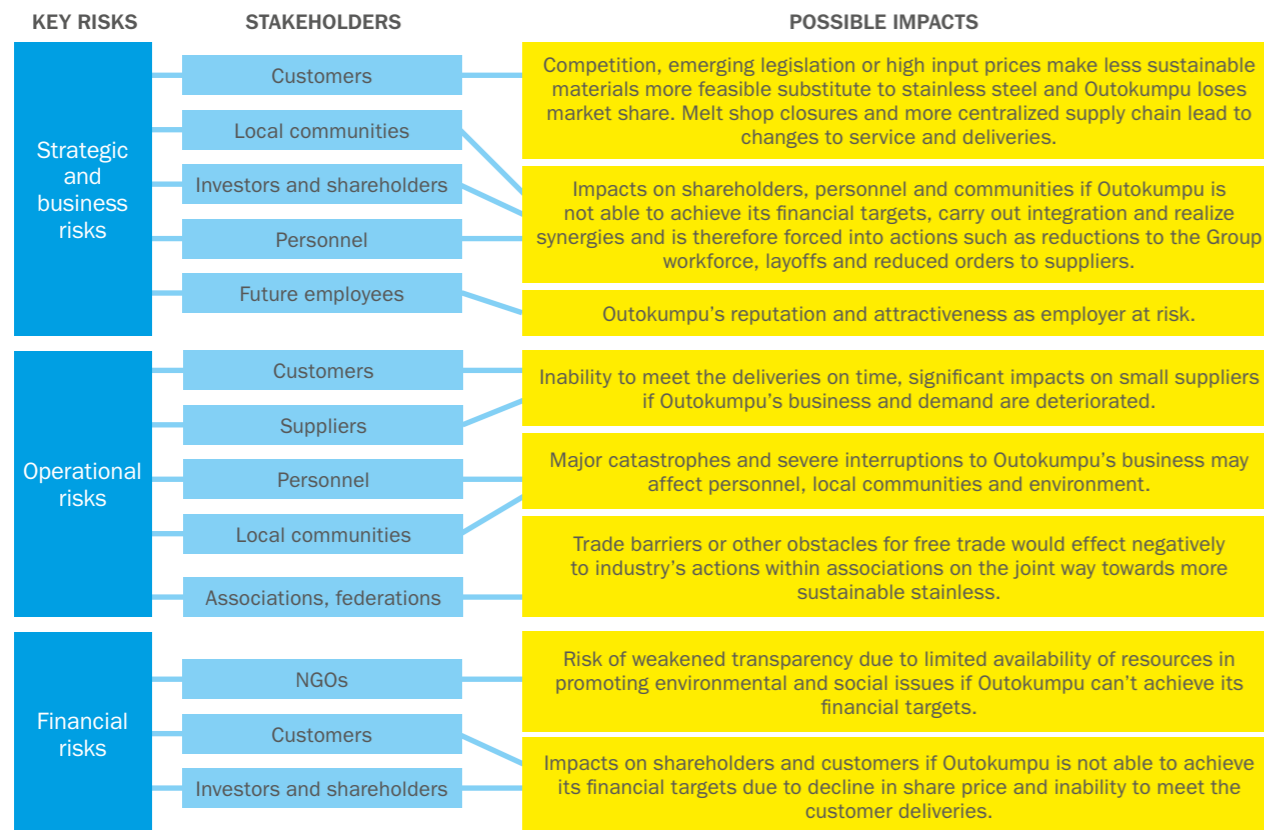 KEY RISKS
STAKEHOLDERS
POSSIBLE IMPACTS
Strategic
and
business
risks
Customers
Local communities
Investors and shareholders
Personnel
Future employees
Competition, emerging legislation or high input prices make less sustainable
materials more feasible substitute to stainless steel and Outokumpu loses
market share. Melt shop closures and more centralized supply chain lead to
changes to service and deliveries.
Impacts on shareholders, personnel and communities if Outokumpu is
not able to achieve its financial targets, carry out integration and realize
synergies and is therefore forced into actions such as reductions to the Group
workforce, layoffs and reduced orders to suppliers.
Outokumpu's reputation and attractiveness as employer at risk.
Operational
risks
Customers
Suppliers
Personnel
Local communities
Associations, federations
Inability to meet the deliveries on time, significant impacts on small suppliers
if Outokumpu's business and demand are deteriorated.
Major catastrophes and severe interruptions to Outokumpu's business may
affect personnel, local communities and environment.
Trade barriers or other obstacles for free trade would effect negatively
to industry's actions within associations on the joint way towards more
sustainable stainless.
Financial
risks
NGOs
Customers
Investors and shareholders
Risk of weakened transparency due to limited availability of resources in
promoting environmental and social issues if Outokumpu can't achieve its
financial targets.
Impacts on shareholders and customers if Outokumpu is not able to achieve
its financial targets due to decline in share price and inability to meet the
customer deliveries.